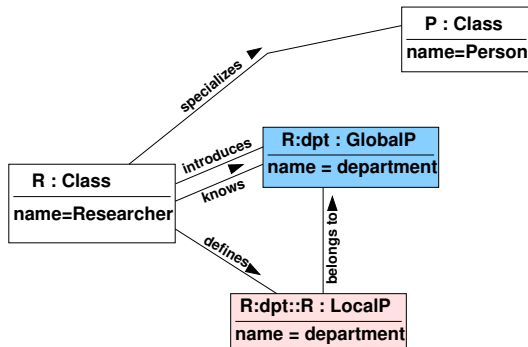 P : Class
name=Person
specializes
R:dpt : GlobalP
name = department
introduces
knows
R : Class
name=Researcher
defines
belongs to
R:dpt::R : LocalP
name = department